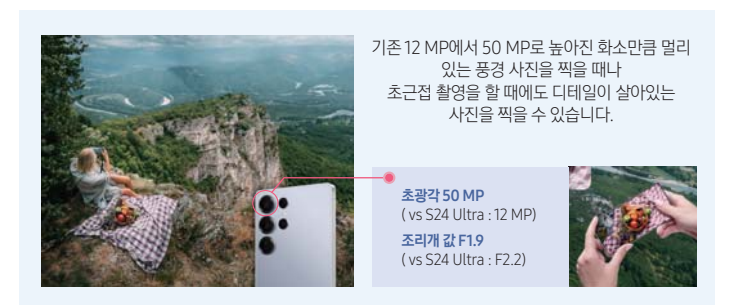 기존 12 MP에서 50 MP로 높아진 화소만큼 멀리
있는 풍경 사진을 찍을 때나
초근접 촬영을 할 때에도 디테일이 살아있는
사진을 찍을 수 있습니다.
초광각 50 MP
( vs S24 Ultra : 12 MP)
조리개 값 F1.9
( vs S24 Ultra : F2.2)